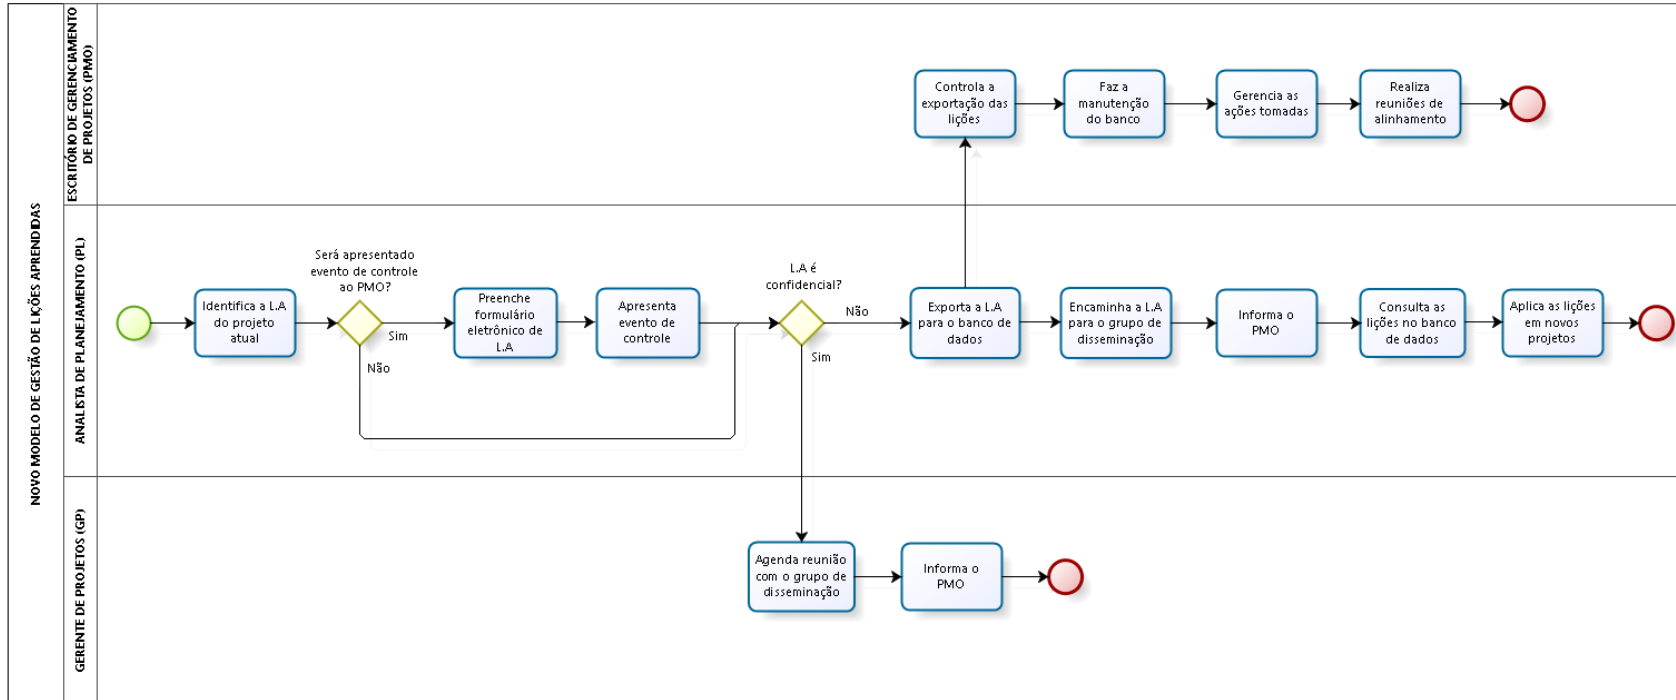 NOVO MODELO DE GESTÃO DE LIÇÕES APRENDIDAS
ESCRITÓRIO DE GERENCIAMENTO
DE PROJETOS (PMO)
Controla a
exportação das
lições
Faz a
manutenção
do banco
Gerencia as
ações tomadas
Realiza
reuniões de
alinhamento
ANALISTA DE PLANEJAMENTO (PL)
Identifica a L.A
do projeto
atual
Será apresentado
evento de controle
ao PMO?
Sim
Não
Preenche
formulário
eletrônico de
L.A
Apresenta
evento de
controle
L.A é
confidencial?
Não
Sim
Exporta a L.A
para o banco de
dados
Encaminha a L.A
para o grupo de
disseminação
Informa o
PMO
Consulta as
lições no banco
de dados
Aplica as lições
em novos
projetos
GERENTE DE PROJETOS (GP)
Agenda reunião
com o grupo de
disseminação
Informa o
PMO